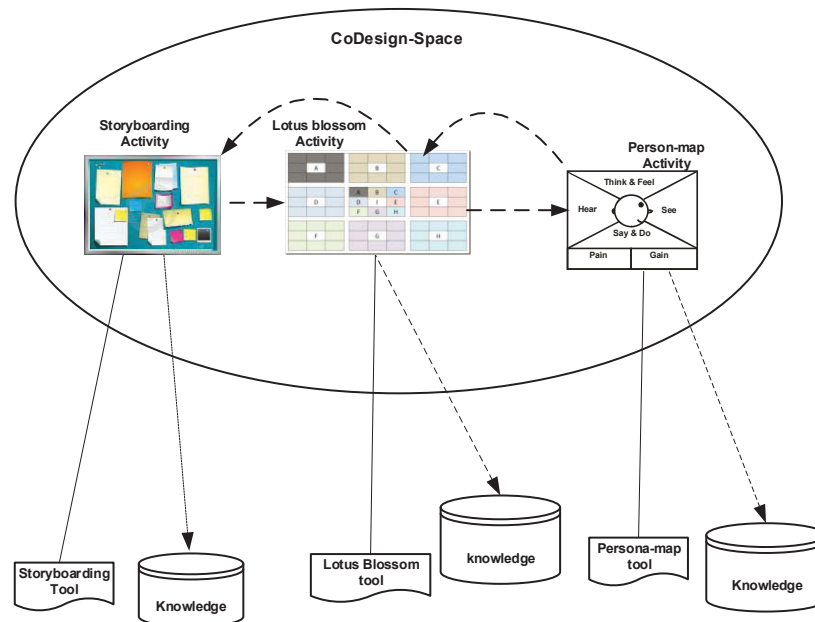 CoDesign-Space
Storyboarding
Activity
Lotus blossom
Activity
Person-map
Activity
A
B
C
D
A B C
D I E
F G H
E
F
G
H
Think & Feel
Hear
See
Say & Do
Pain
Gain
Storyboarding
Tool
Knowledge
Lotus Blossom
tool
knowledge
Persona-map
tool
Knowledge